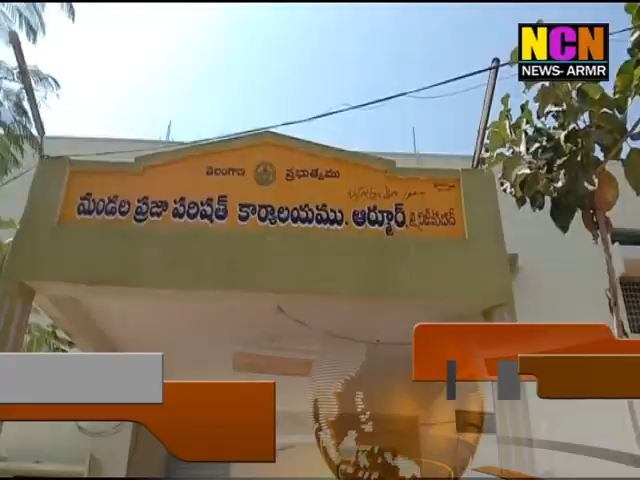 NCN
NEWS- ARMR
తెలంగాణ ప్రభుత్వము
మండల ప్రజా పరిషత్ కార్యాలయము. ఆర్మూర్,